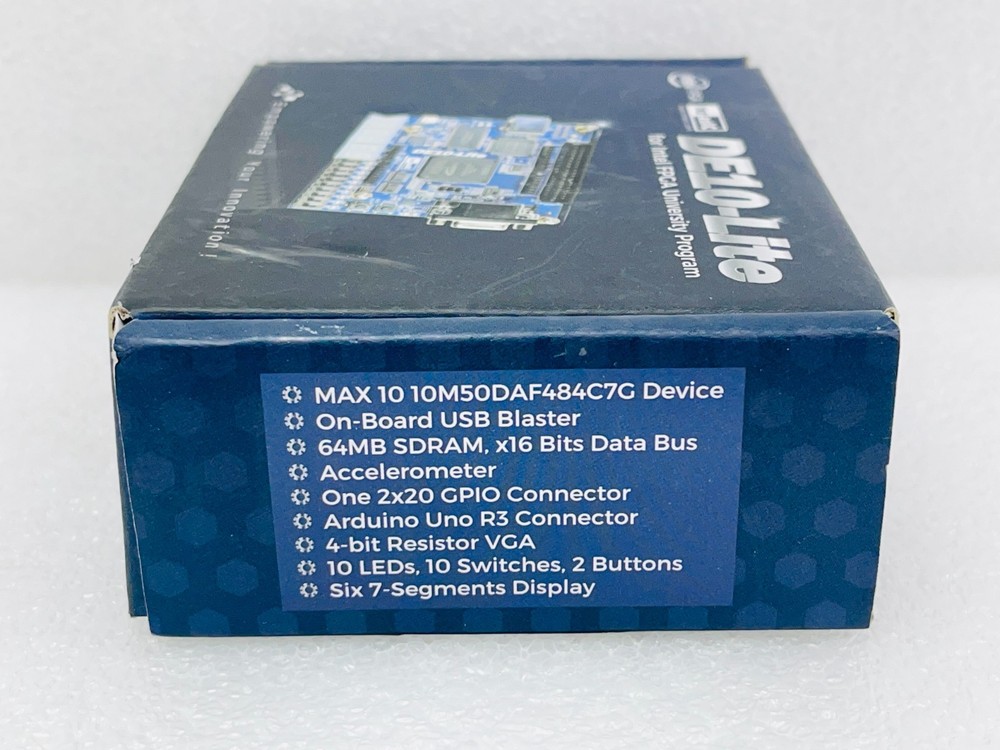 DE10-Lite
for Intel FPGA University Program
Empowering Your Innovation!
MAX 10 10M50DAF484C7G Device
On-Board USB Blaster
64MB SDRAM, x16 Bits Data Bus
Accelerometer
One 2x20 GPIO Connector
Arduino Uno R3 Connector
4-bit Resistor VGA
10 LEDs, 10 Switches, 2 Buttons
Six 7-Segments Display